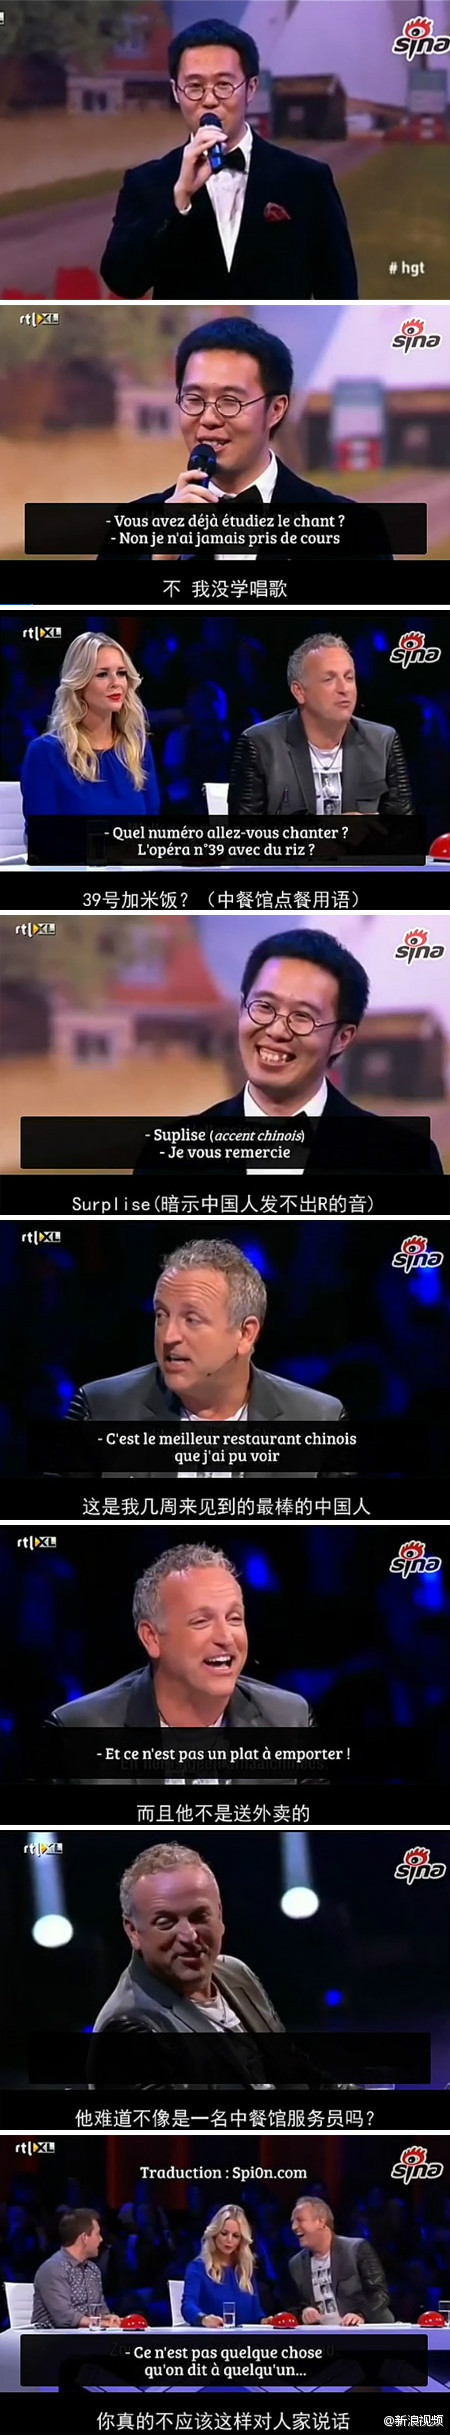 sina
# hgt
rtl XL
sina
- Vous avez déjà étudiez le chant ?
- Non je n'ai jamais pris de cours
不 我没学唱歌
rtl XL
sina
- Quel numéro allez-vous chanter ?
L'opéra n°39 avec du riz ?
39号加米饭？（中餐馆点餐用语）
rtl XL
sina
- Suplise (accent chinois)
- Je vous remercie
Surplise(暗示中国人发不出R的音)
rtl XL
sina
- C'est le meilleur restaurant chinois
que j'ai pu voir
这是我几周来见到的最棒的中国人
rtl XL
sina
- Et ce n'est pas un plat à emporter !
而且他不是送外卖的
rtl XL
sina
他难道不像是一名中餐馆服务员吗？
rtl XL
sina
Traduction : Spi0n.com
- Ce n'est pas quelque chose
qu'on dit à quelqu'un...
你真的不应该这样对人家说话
@新浪视频